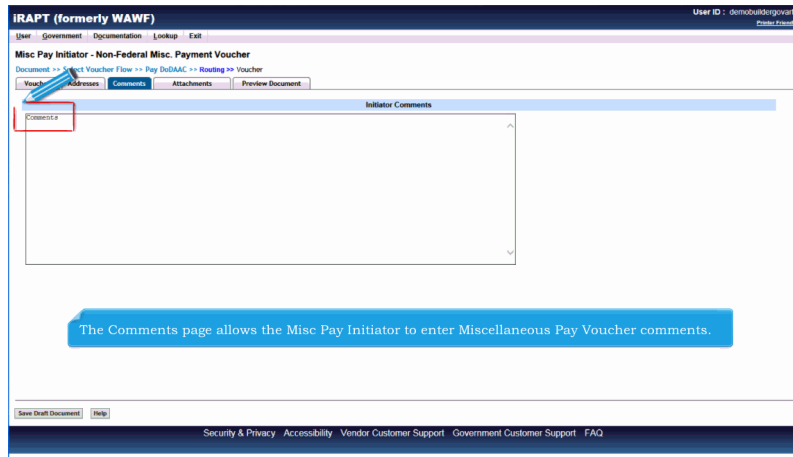 iRAPT (formerly WAWF)
User ID : demobuildergovar
Printer Friend
User Government Documentation Lookup Exit
Misc Pay Initiator - Non-Federal Misc. Payment Voucher
Document >> Select Voucher Flow >> Pay DoDAAC >> Routing >> Voucher
Vouch Addresses Comments Attachments Preview Document
Initiator Comments
Comments
The Comments page allows the Misc Pay Initiator to enter Miscellaneous Pay Voucher comments.
Save Draft Document Help
Security & Privacy Accessibility Vendor Customer Support Government Customer Support FAQ